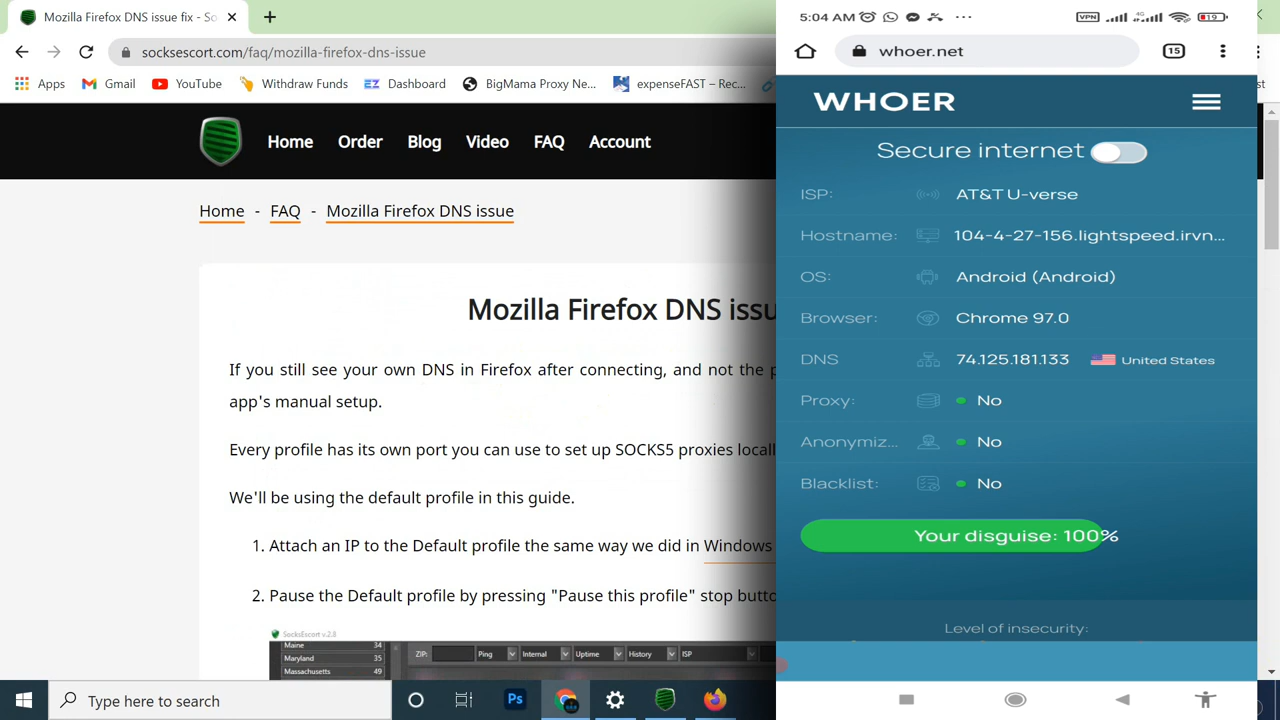 Mozilla Firefox DNS issue fix - Soc
socksescort.com/faq/mozilla-firefox-dns-issue
Apps
Gmail
YouTube
Withdraw Funds
Dashboard
BigMama Proxy Ne...
expenseFAST – Rec...
Home
Order
Blog
FAQ
Account
Home - FAQ - Mozilla Firefox DNS issue
Mozilla Firefox DNS issu
If you still see your own DNS in Firefox after connecting, and not the p
app's manual setup.
Every profile has its own port you can use to set up SOCKS5 proxies locall
We'll be using the default profile in this guide.
1. Attach an IP to the Default profile the same way we did in Windows
2. Pause the Default profile by pressing "Pause this profile" stop butto
SocksEscort v.2.8
Maine 34
Maryland 35
Massachusetts 49
ZIP:
Ping
Internal
Uptime
History
ISP
Type here to search
Ps
5:04 AM
VPN
4G
19
whoer.net
15
WHOER
Secure internet
ISP: AT&T U-verse
Hostname: 104-4-27-156.lightspeed.irvn...
OS: Android (Android)
Browser: Chrome 97.0
DNS 74.125.181.133 United States
Proxy: No
Anonymiz... No
Blacklist: No
Your disguise: 100%
Level of insecurity: